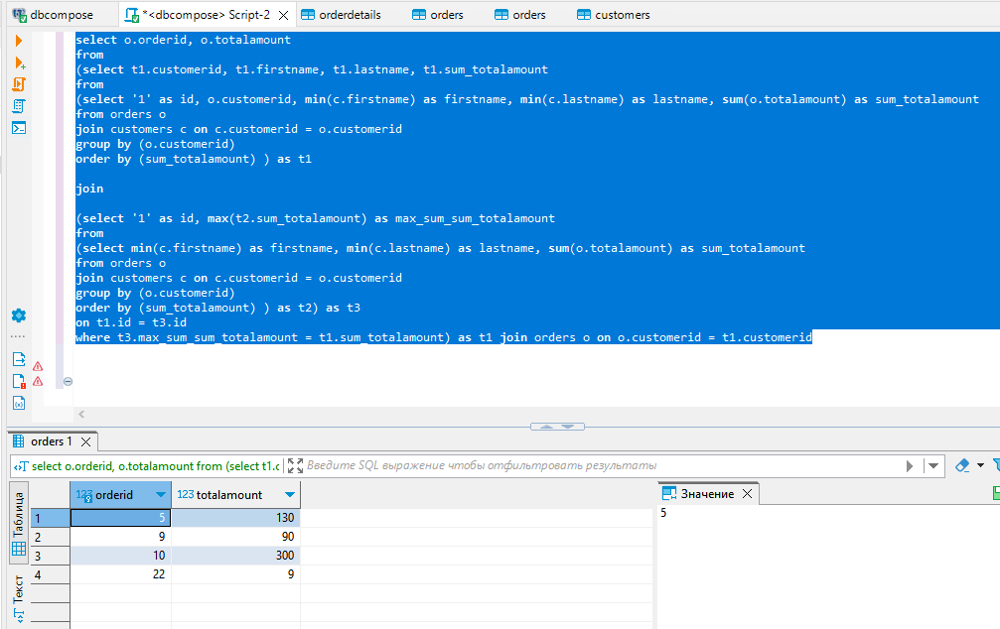 dbcompose
*<dbcompose> Script-2
orderdetails
orders
orders
customers
select o.orderid, o.totalamount
from
(select t1.customerid, t1.firstname, t1.lastname, t1.sum_totalamount
from
(select '1' as id, o.customerid, min(c.firstname) as firstname, min(c.lastname) as lastname, sum(o.totalamount) as sum_totalamount
from orders o
join customers c on c.customerid = o.customerid
group by (o.customerid)
order by (sum_totalamount) ) as t1
join
(select '1' as id, max(t2.sum_totalamount) as max_sum_sum_totalamount
from
(select min(c.firstname) as firstname, min(c.lastname) as lastname, sum(o.totalamount) as sum_totalamount
from orders o
join customers c on c.customerid = o.customerid
group by (o.customerid)
order by (sum_totalamount) ) as t2) as t3
on t1.id = t3.id
where t3.max_sum_sum_totalamount = t1.sum_totalamount) as t1 join orders o on o.customerid = t1.customerid
orders 1
select o.orderid, o.totalamount from (select t1.c
Введите SQL выражение чтобы отфильтровать результаты
Таблица
Текст
123 orderid
123 totalamount
1 5 130
2 9 90
3 10 300
4 22 9
Значение
5